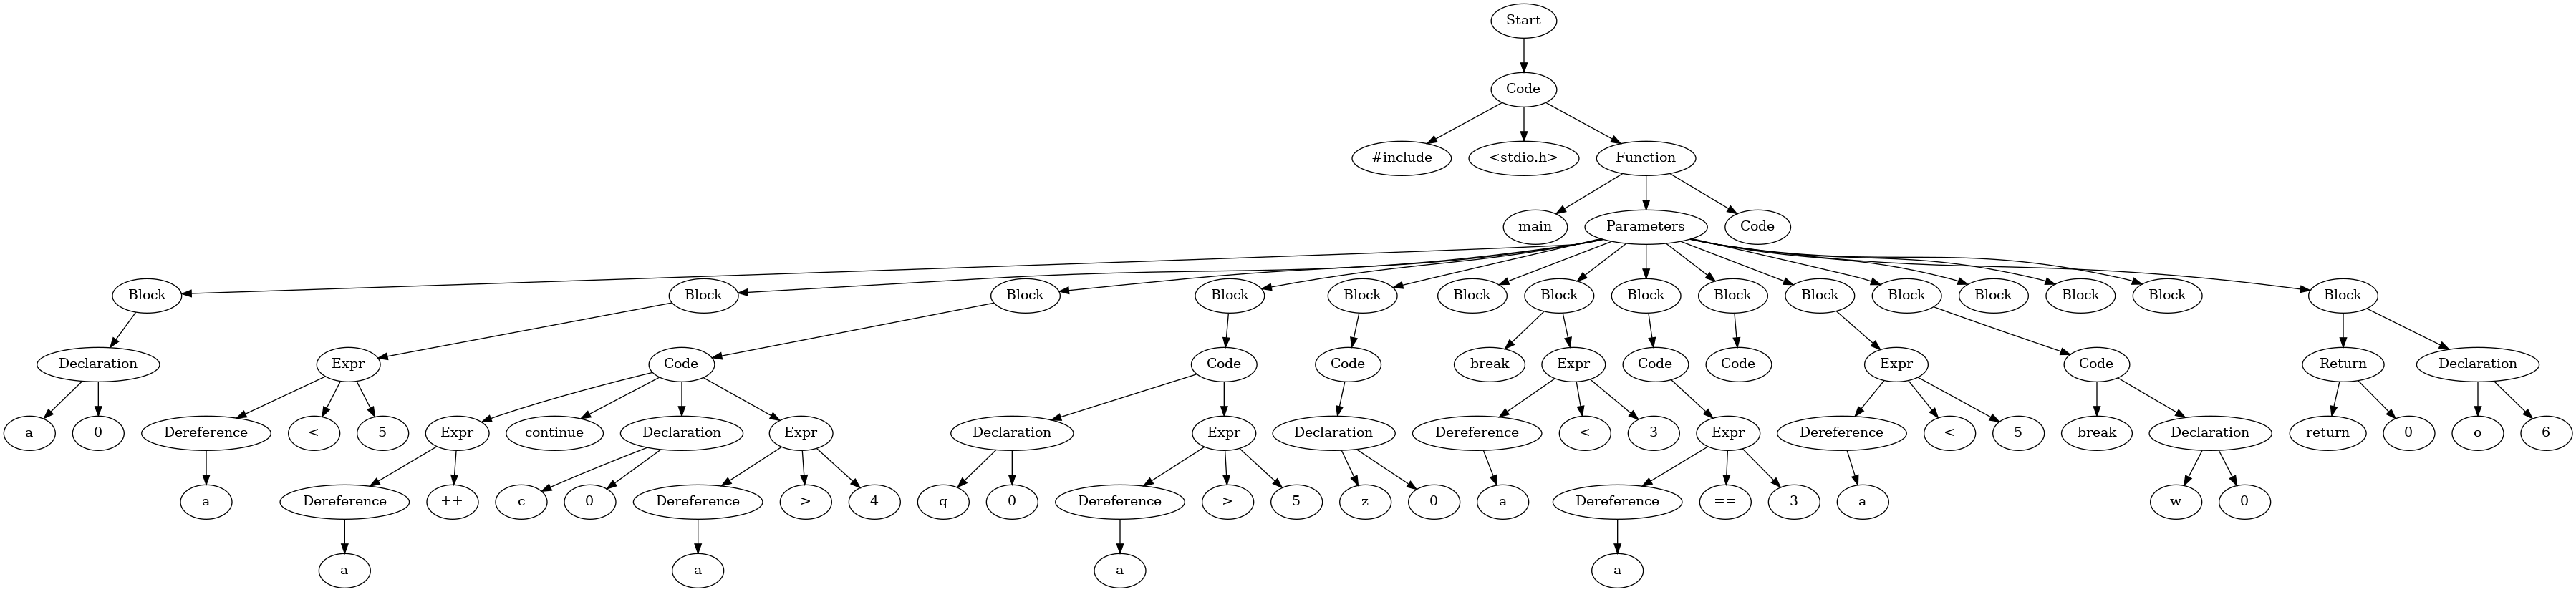 Start
Code
#include <stdio.h> Function
main Parameters Code
Block Block Block Block Block Block Block Block Block Block Block Block Block Block Block
Declaration Expr Code Code Code break Expr Code Code Expr Code Return Declaration
a 0 Dereference < 5 Expr continue Declaration Expr Declaration Expr Declaration Dereference < 3 Expr Dereference < 5 break Declaration return 0 o 6
a Dereference ++ c 0 Dereference > 4 q 0 Dereference > 5 z 0 a Dereference == 3 a w 0
a a a a